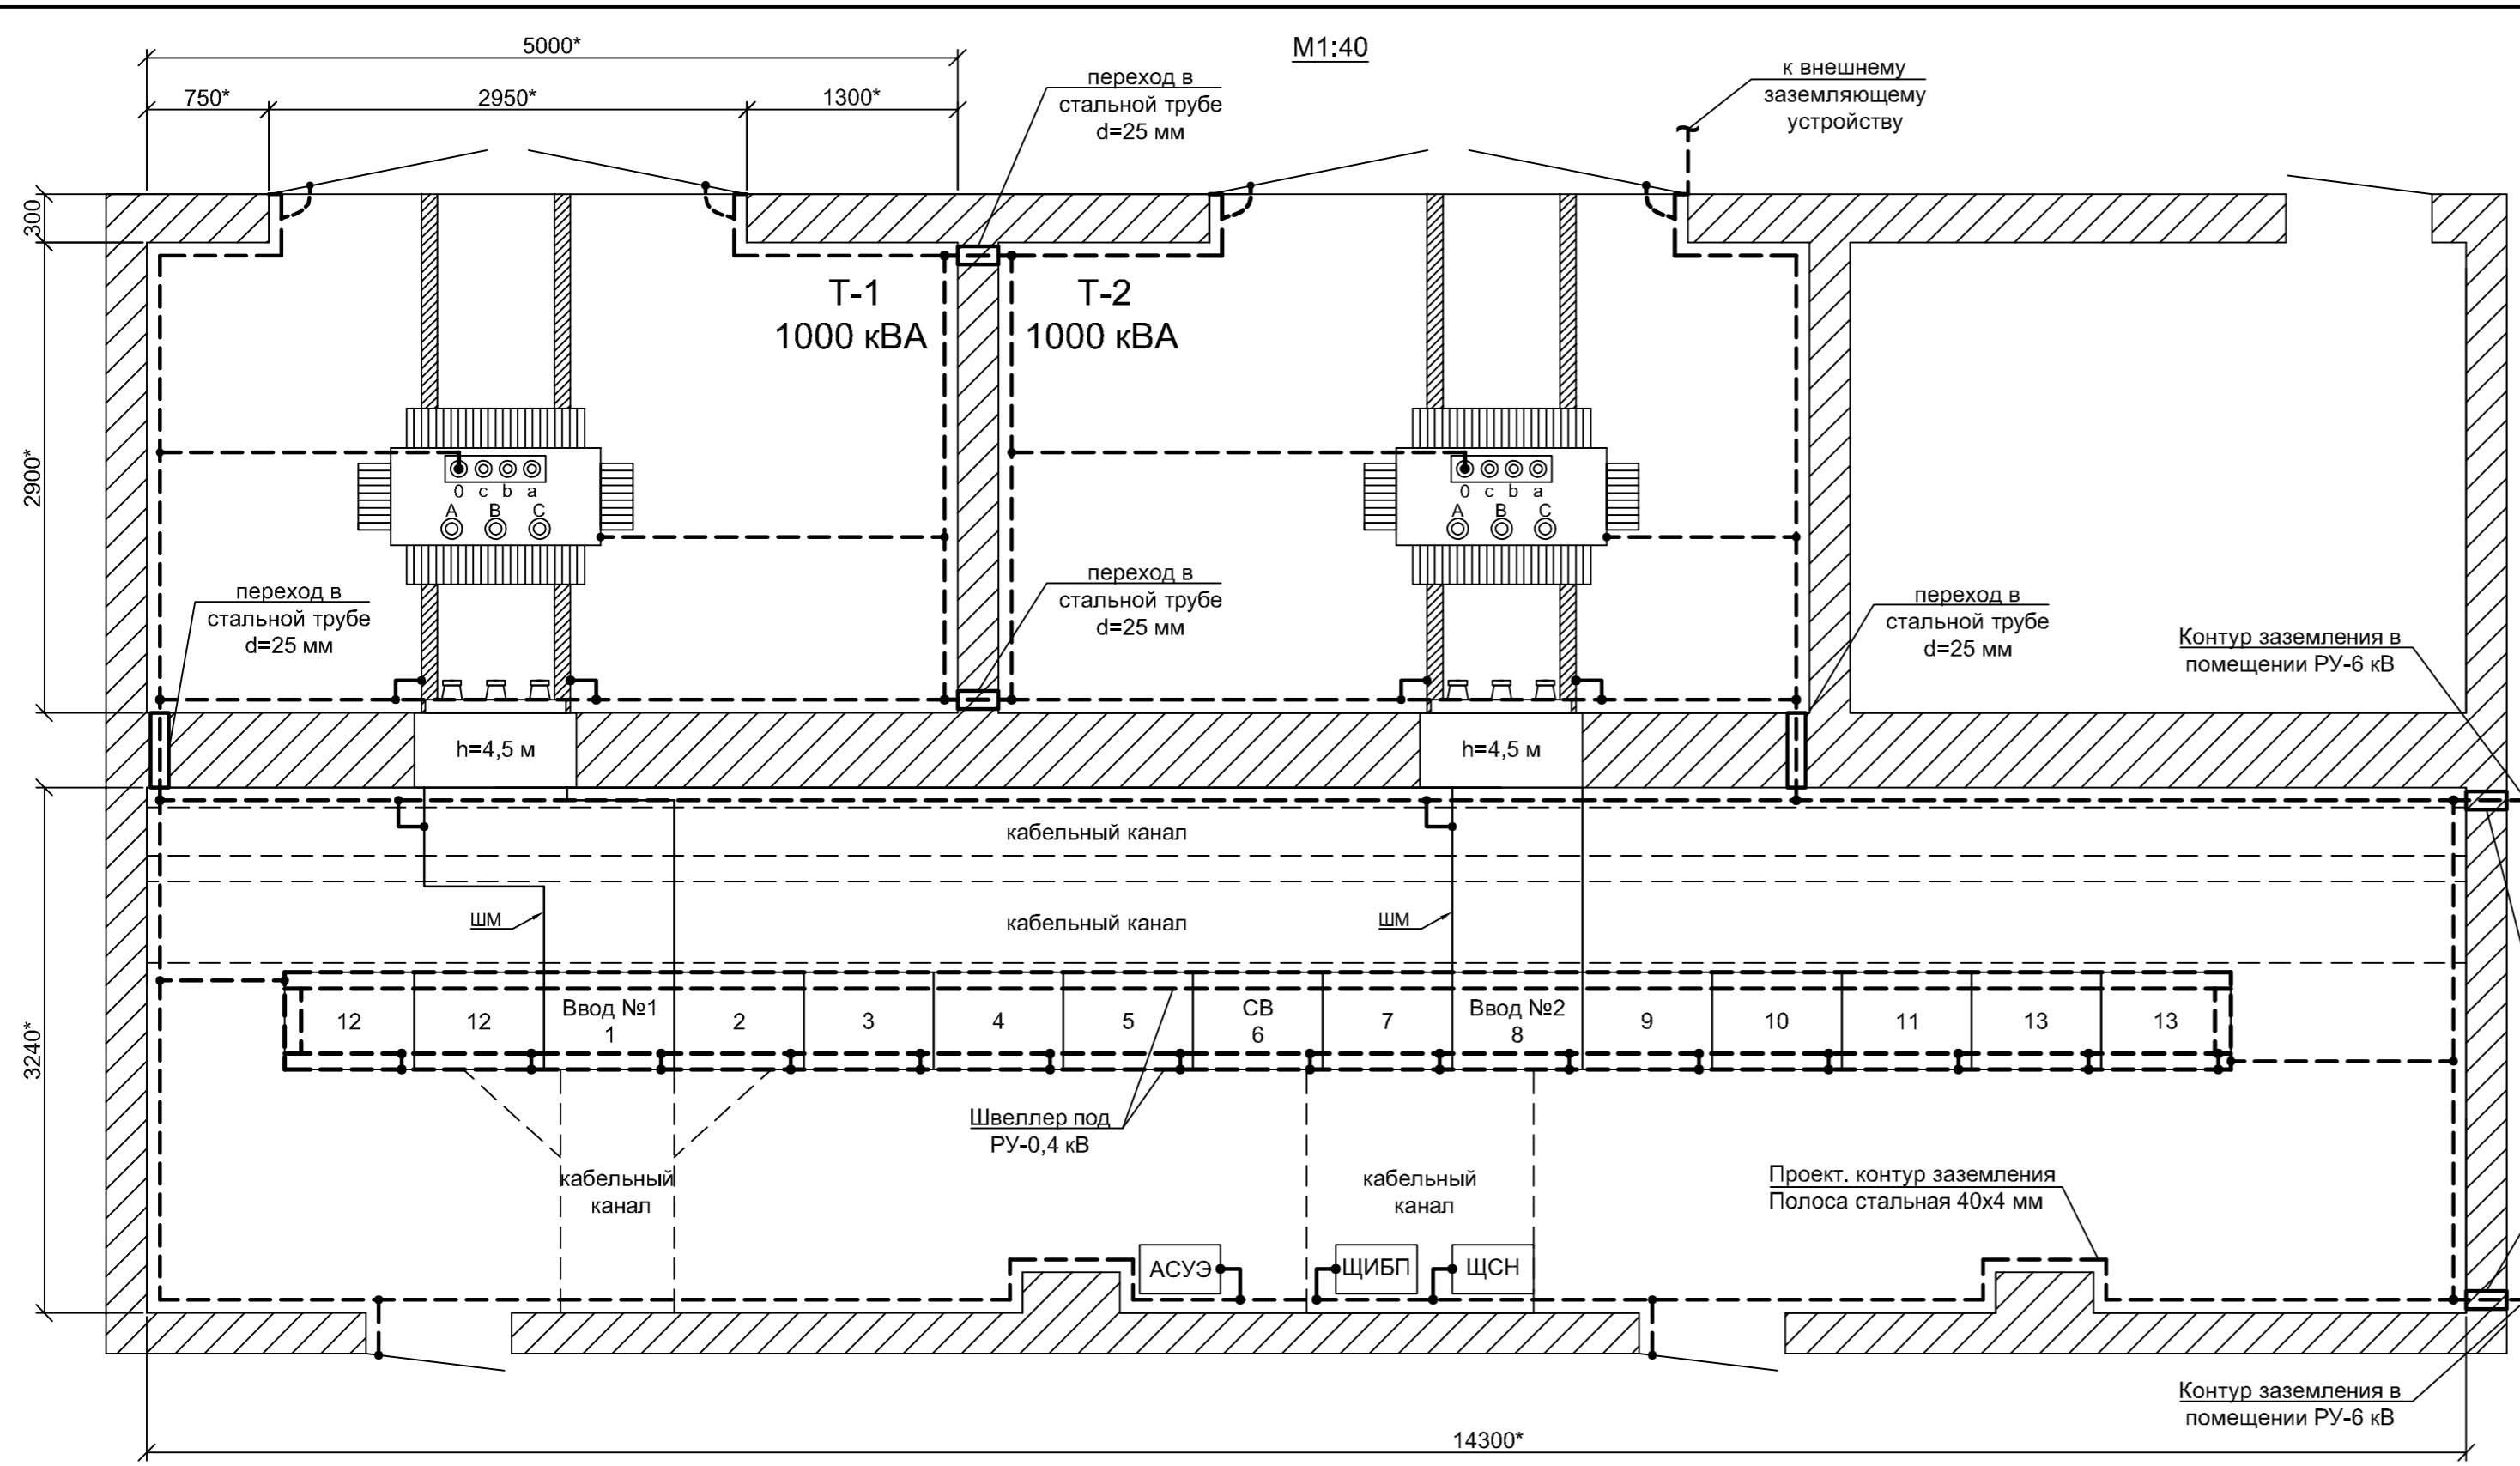 5000*
М1:40
750*
2950*
1300*
переход в
стальной трубе
d=25 мм
к внешнему
заземляющему
устройству
300
2900*
3240*
Т-1
1000 кВА
Т-2
1000 кВА
0 c b a
A B C
0 c b a
A B C
переход в
стальной трубе
d=25 мм
переход в
стальной трубе
d=25 мм
переход в
стальной трубе
d=25 мм
Контур заземления в
помещении РУ-6 кВ
h=4,5 м
h=4,5 м
кабельный канал
ШМ
кабельный канал
ШМ
12
12
Ввод №1
1
2
3
4
5
СВ
6
7
Ввод №2
8
9
10
11
13
13
Швеллер под
РУ-0,4 кВ
кабельный
канал
кабельный
канал
Проект. контур заземления
Полоса стальная 40х4 мм
АСУЭ
ЩИБП
ЩСН
Контур заземления в
помещении РУ-6 кВ
14300*